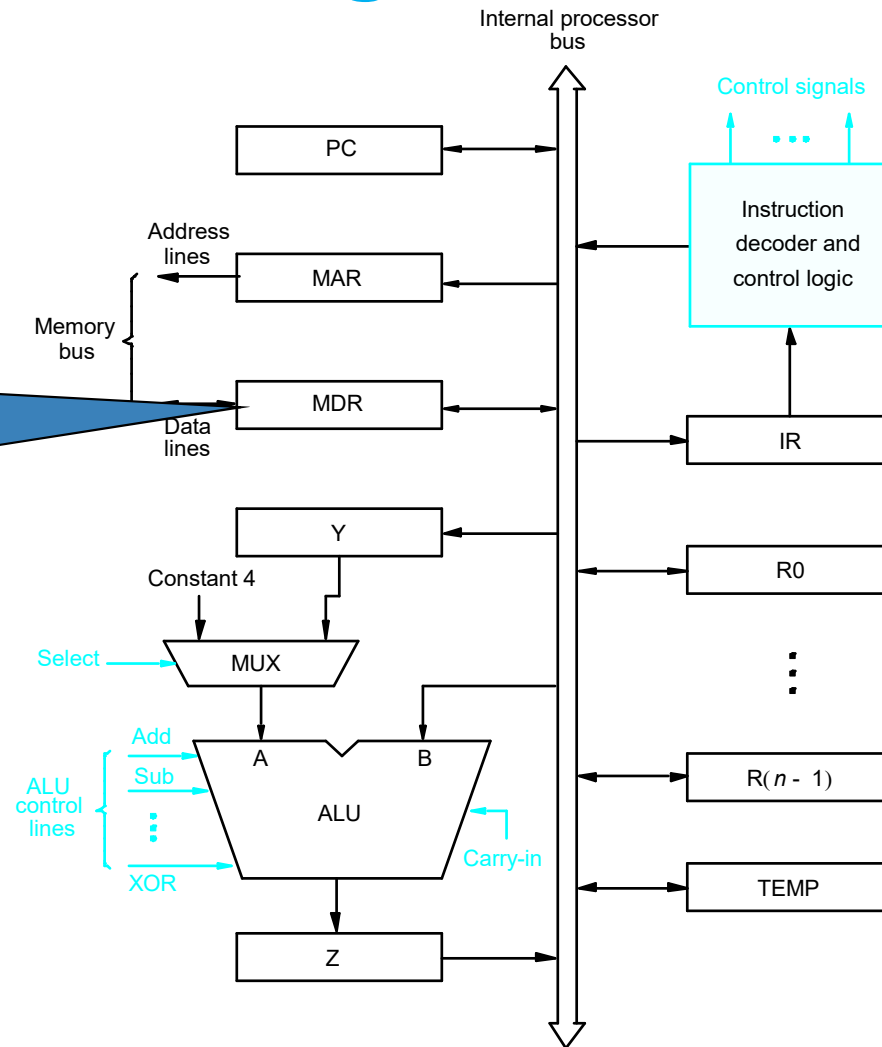 Internal processor
bus
Control signals
PC
Instruction
decoder and
control logic
Address
lines
MAR
Memory
bus
MDR
Data
lines
IR
Y
Constant 4
R0
Select
MUX
Add
A
B
R(n - 1)
Sub
ALU
control
lines
ALU
Carry-in
XOR
TEMP
Z